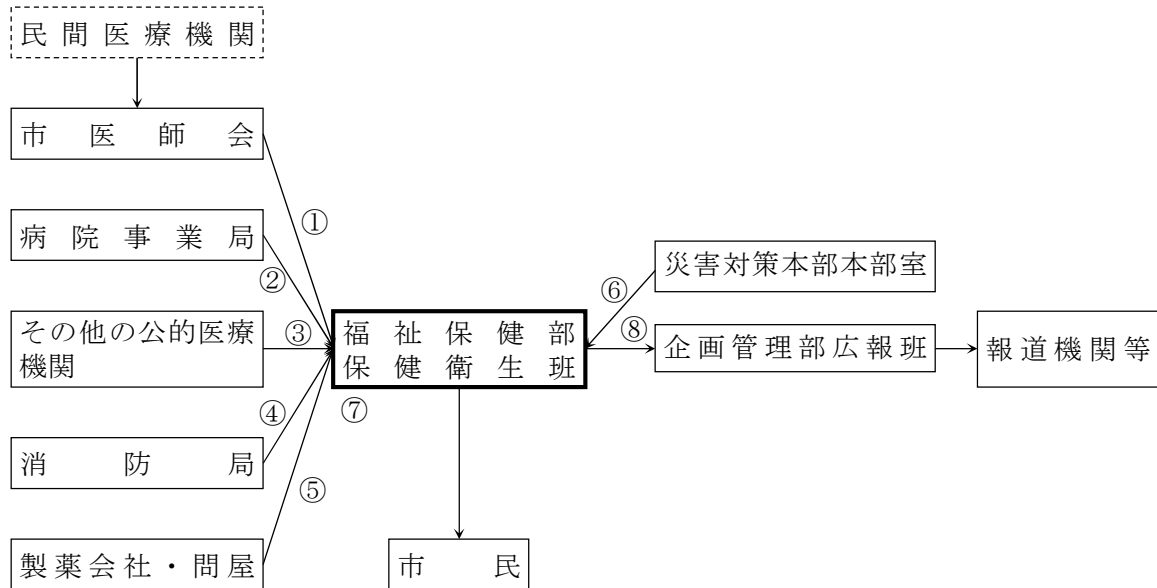 民間医療機関
市医師会
①
病院事業局
②
災害対策本部本部室
⑥
その他の公的医療
機関
③
福祉保健部
保健衛生班
⑧
企画管理部広報班
報道機関等
④
⑦
消防局
⑤
製薬会社・問屋
市民